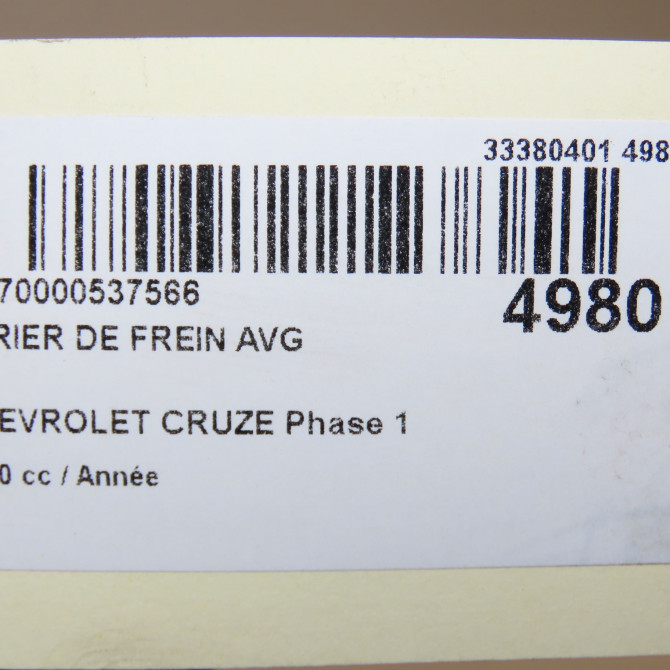 33380401 498
70000537566
4980
RIER DE FREIN AVG
EVROLET CRUZE Phase 1
0 cc / Année